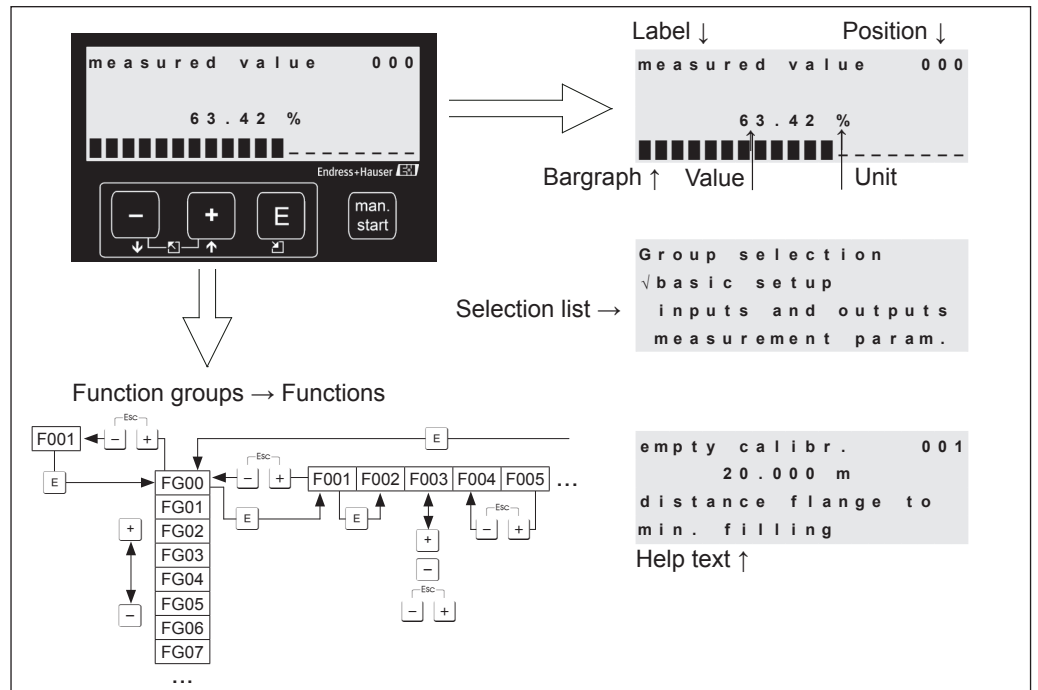 measured value 000
63.42 %
Endress+Hauser EH
− + E man. start
Label ↓ Position ↓
measured value 000
63.42 %
Bargraph ↑ Value Unit
Group selection
√basic setup
inputs and outputs
measurement param.
Selection list →
Function groups → Functions
Esc
F001 − +
E
E
FG00
FG01
FG02
FG03
FG04
FG05
FG06
FG07
...
+
−
Esc
− +
E
F001 F002 F003 F004 F005 ...
E
+
−
Esc
− +
Esc
− +
empty calibr. 001
20.000 m
distance flange to
min. filling
Help text ↑